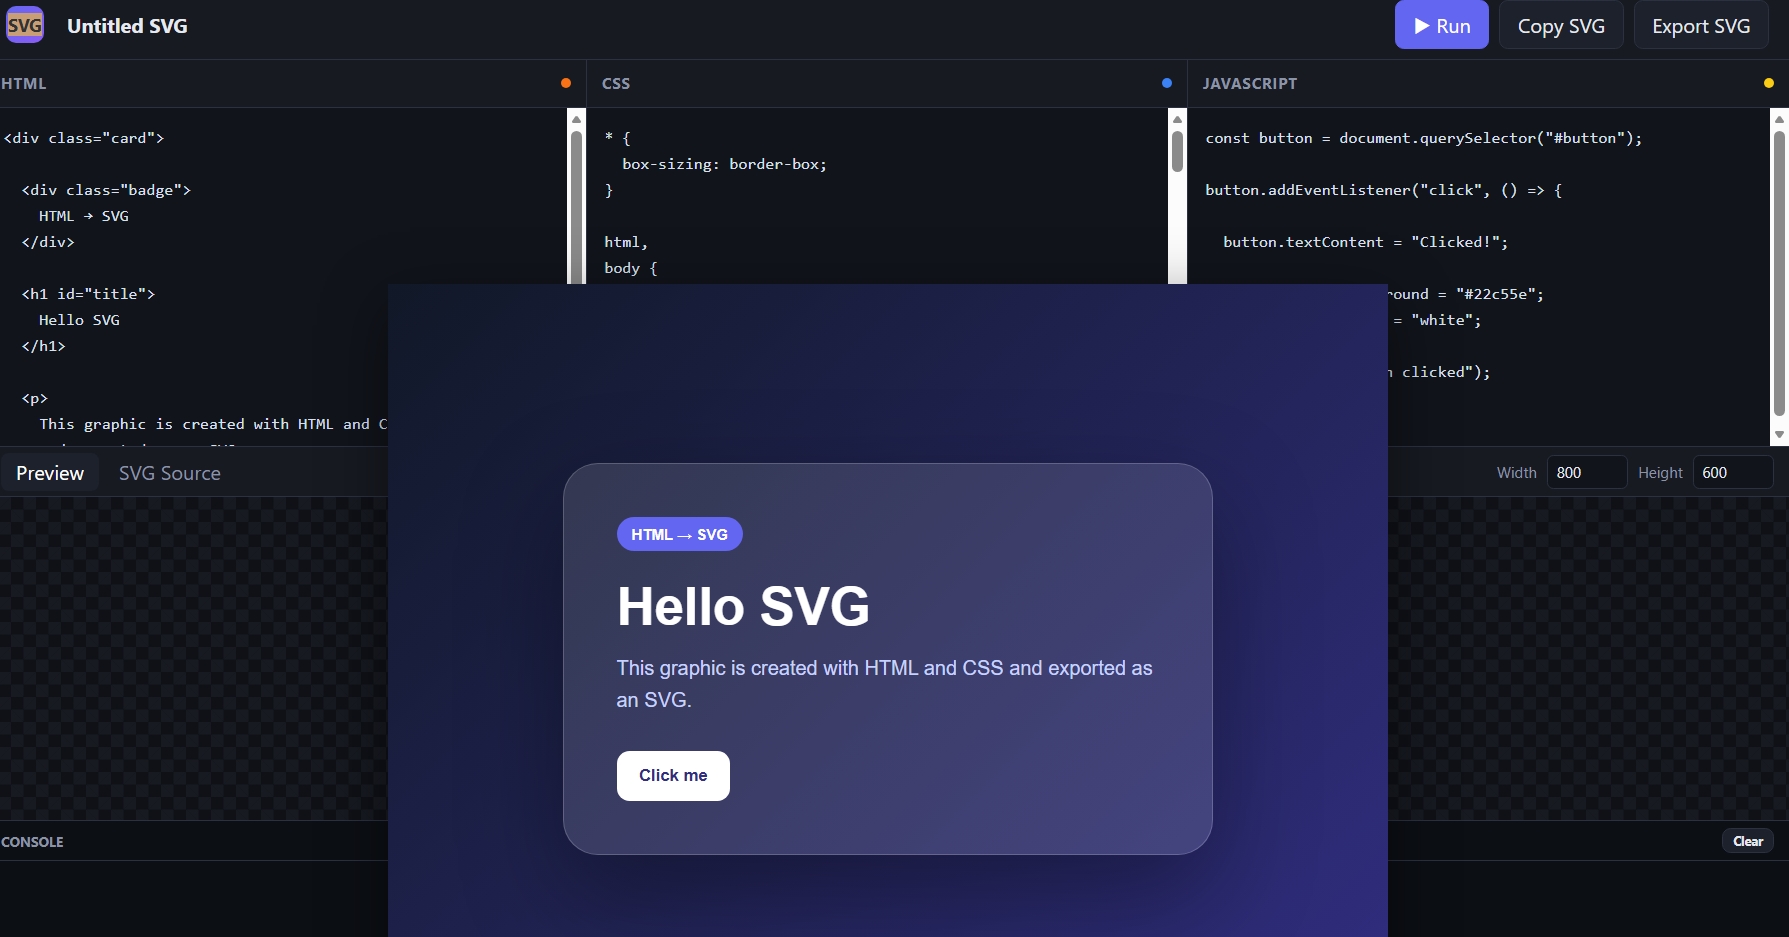 SVG Untitled SVG ▶ Run Copy SVG Export SVG
HTML
<div class="card">
<div class="badge">
HTML → SVG
</div>
<h1 id="title">
Hello SVG
</h1>
<p>
This graphic is created with HTML and C
CSS
* {
box-sizing: border-box;
}
html,
body {
JAVASCRIPT
const button = document.querySelector("#button");
button.addEventListener("click", () => {
button.textContent = "Clicked!";
round = "#22c55e";
= "white";
clicked");
Preview SVG Source Width 800 Height 600
HTML → SVG
Hello SVG
This graphic is created with HTML and CSS and exported as
an SVG.
Click me
CONSOLE Clear